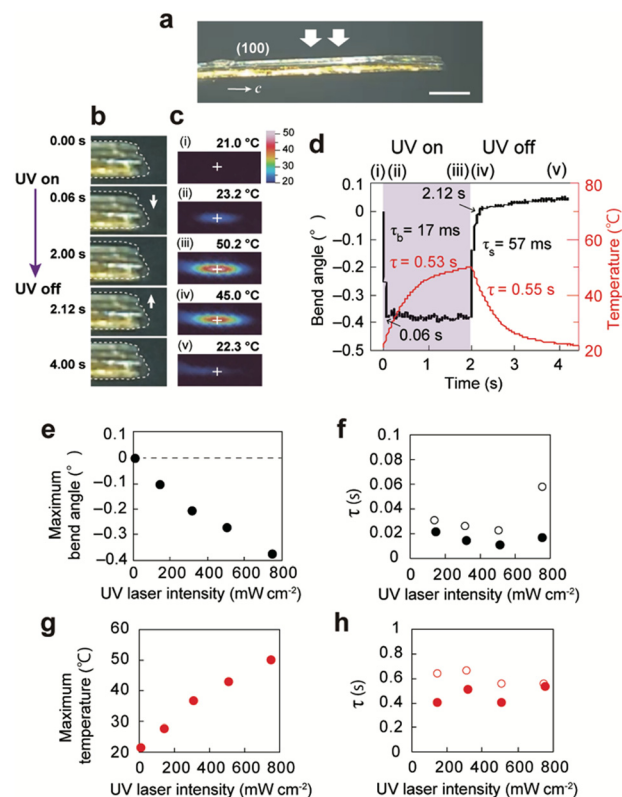 a
(100)
c
b
c
d
UV on
UV off
0.00 s
0.06 s
2.00 s
2.12 s
4.00 s
UV on
UV off
(i) 21.0 °C
50
40
30
20
(ii) 23.2 °C
(iii) 50.2 °C
(iv) 45.0 °C
(v) 22.3 °C
(i) (ii) (iii) (iv) (v)
2.12 s
τb = 17 ms
τs = 57 ms
τ = 0.53 s
τ = 0.55 s
0.06 s
Bend angle (°)
0.1
0
−0.1
−0.2
−0.3
−0.4
−0.5
Temperature (℃)
80
60
40
20
0 1 2 3 4
Time (s)
e
Maximum
bend angle (°)
0.1
0
−0.1
−0.2
−0.3
−0.4
0 200 400 600 800
UV laser intensity (mW cm-2)
f
τ (s)
0.1
0.08
0.06
0.04
0.02
0
0 200 400 600 800
UV laser intensity (mW cm-2)
g
Maximum
temperature (℃)
60
50
40
30
20
0 200 400 600 800
UV laser intensity (mW cm-2)
h
τ (s)
1
0.8
0.6
0.4
0.2
0
0 200 400 600 800
UV laser intensity (mW cm-2)